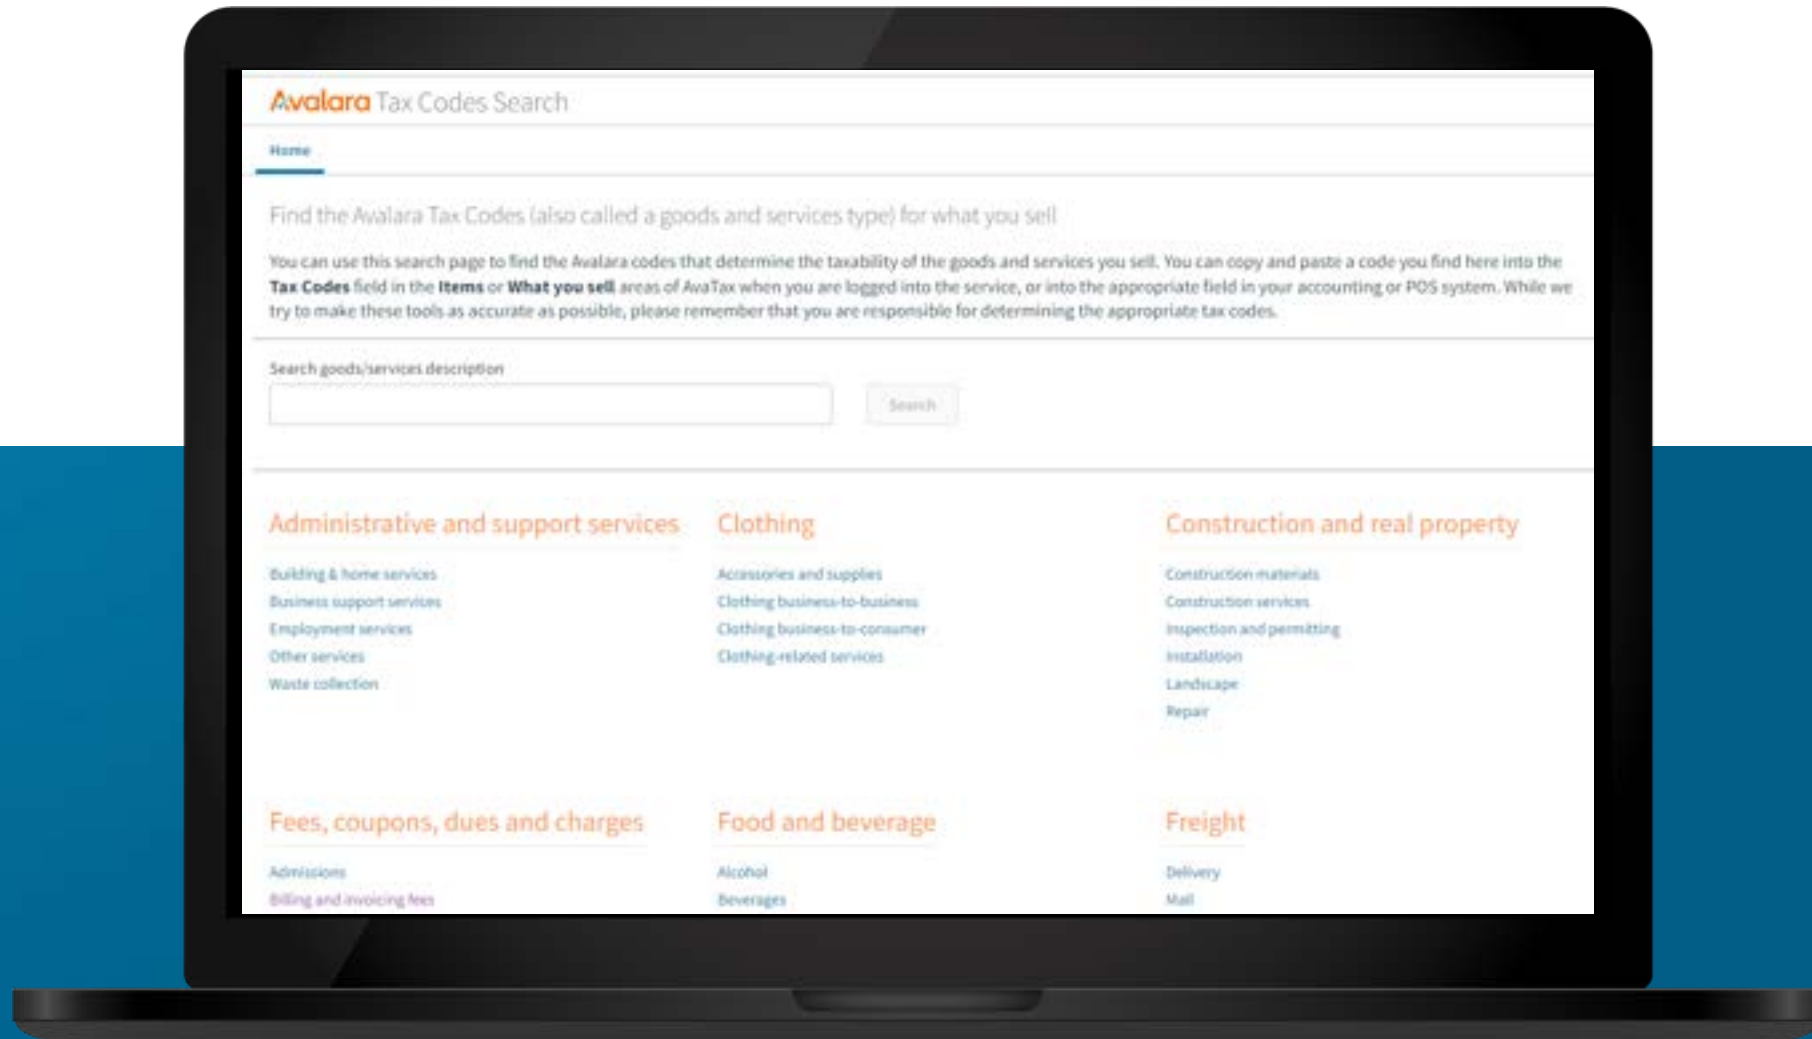 Avalara Tax Codes Search
Home
Find the Avalara Tax Codes (also called a goods and services type) for what you sell
You can use this search page to find the Avalara codes that determine the taxability of the goods and services you sell. You can copy and paste a code you find here into the
Tax Codes field in the Items or What you sell areas of AvaTax when you are logged into the service, or into the appropriate field in your accounting or POS system. While we
try to make these tools as accurate as possible, please remember that you are responsible for determining the appropriate tax codes.
Search goods/services description
Search
Administrative and support services
Building & home services
Business support services
Employment services
Other services
Waste collection
Clothing
Accessories and supplies
Clothing business-to-business
Clothing business-to-consumer
Clothing-related services
Construction and real property
Construction materials
Construction services
Inspection and permitting
Installation
Landscape
Repair
Fees, coupons, dues and charges
Admissions
Billing and invoicing fees
Food and beverage
Alcohol
Beverages
Freight
Delivery
Mail